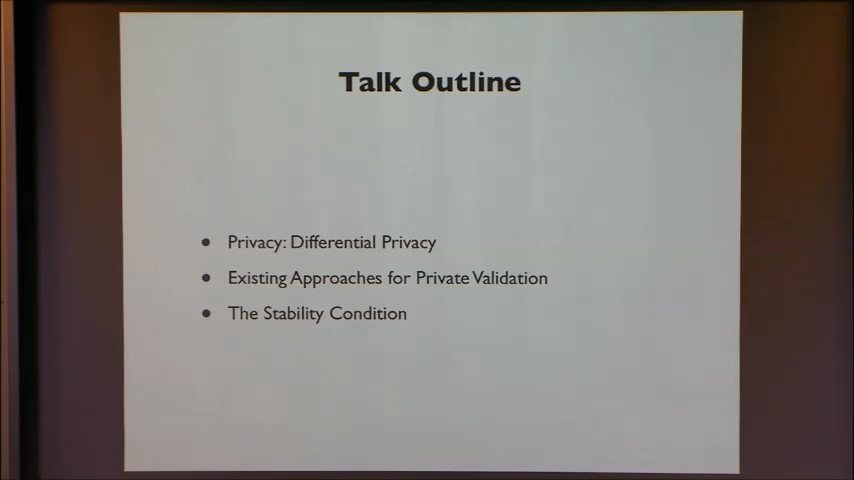 Talk Outline
• Privacy: Differential Privacy
• Existing Approaches for Private Validation
• The Stability Condition